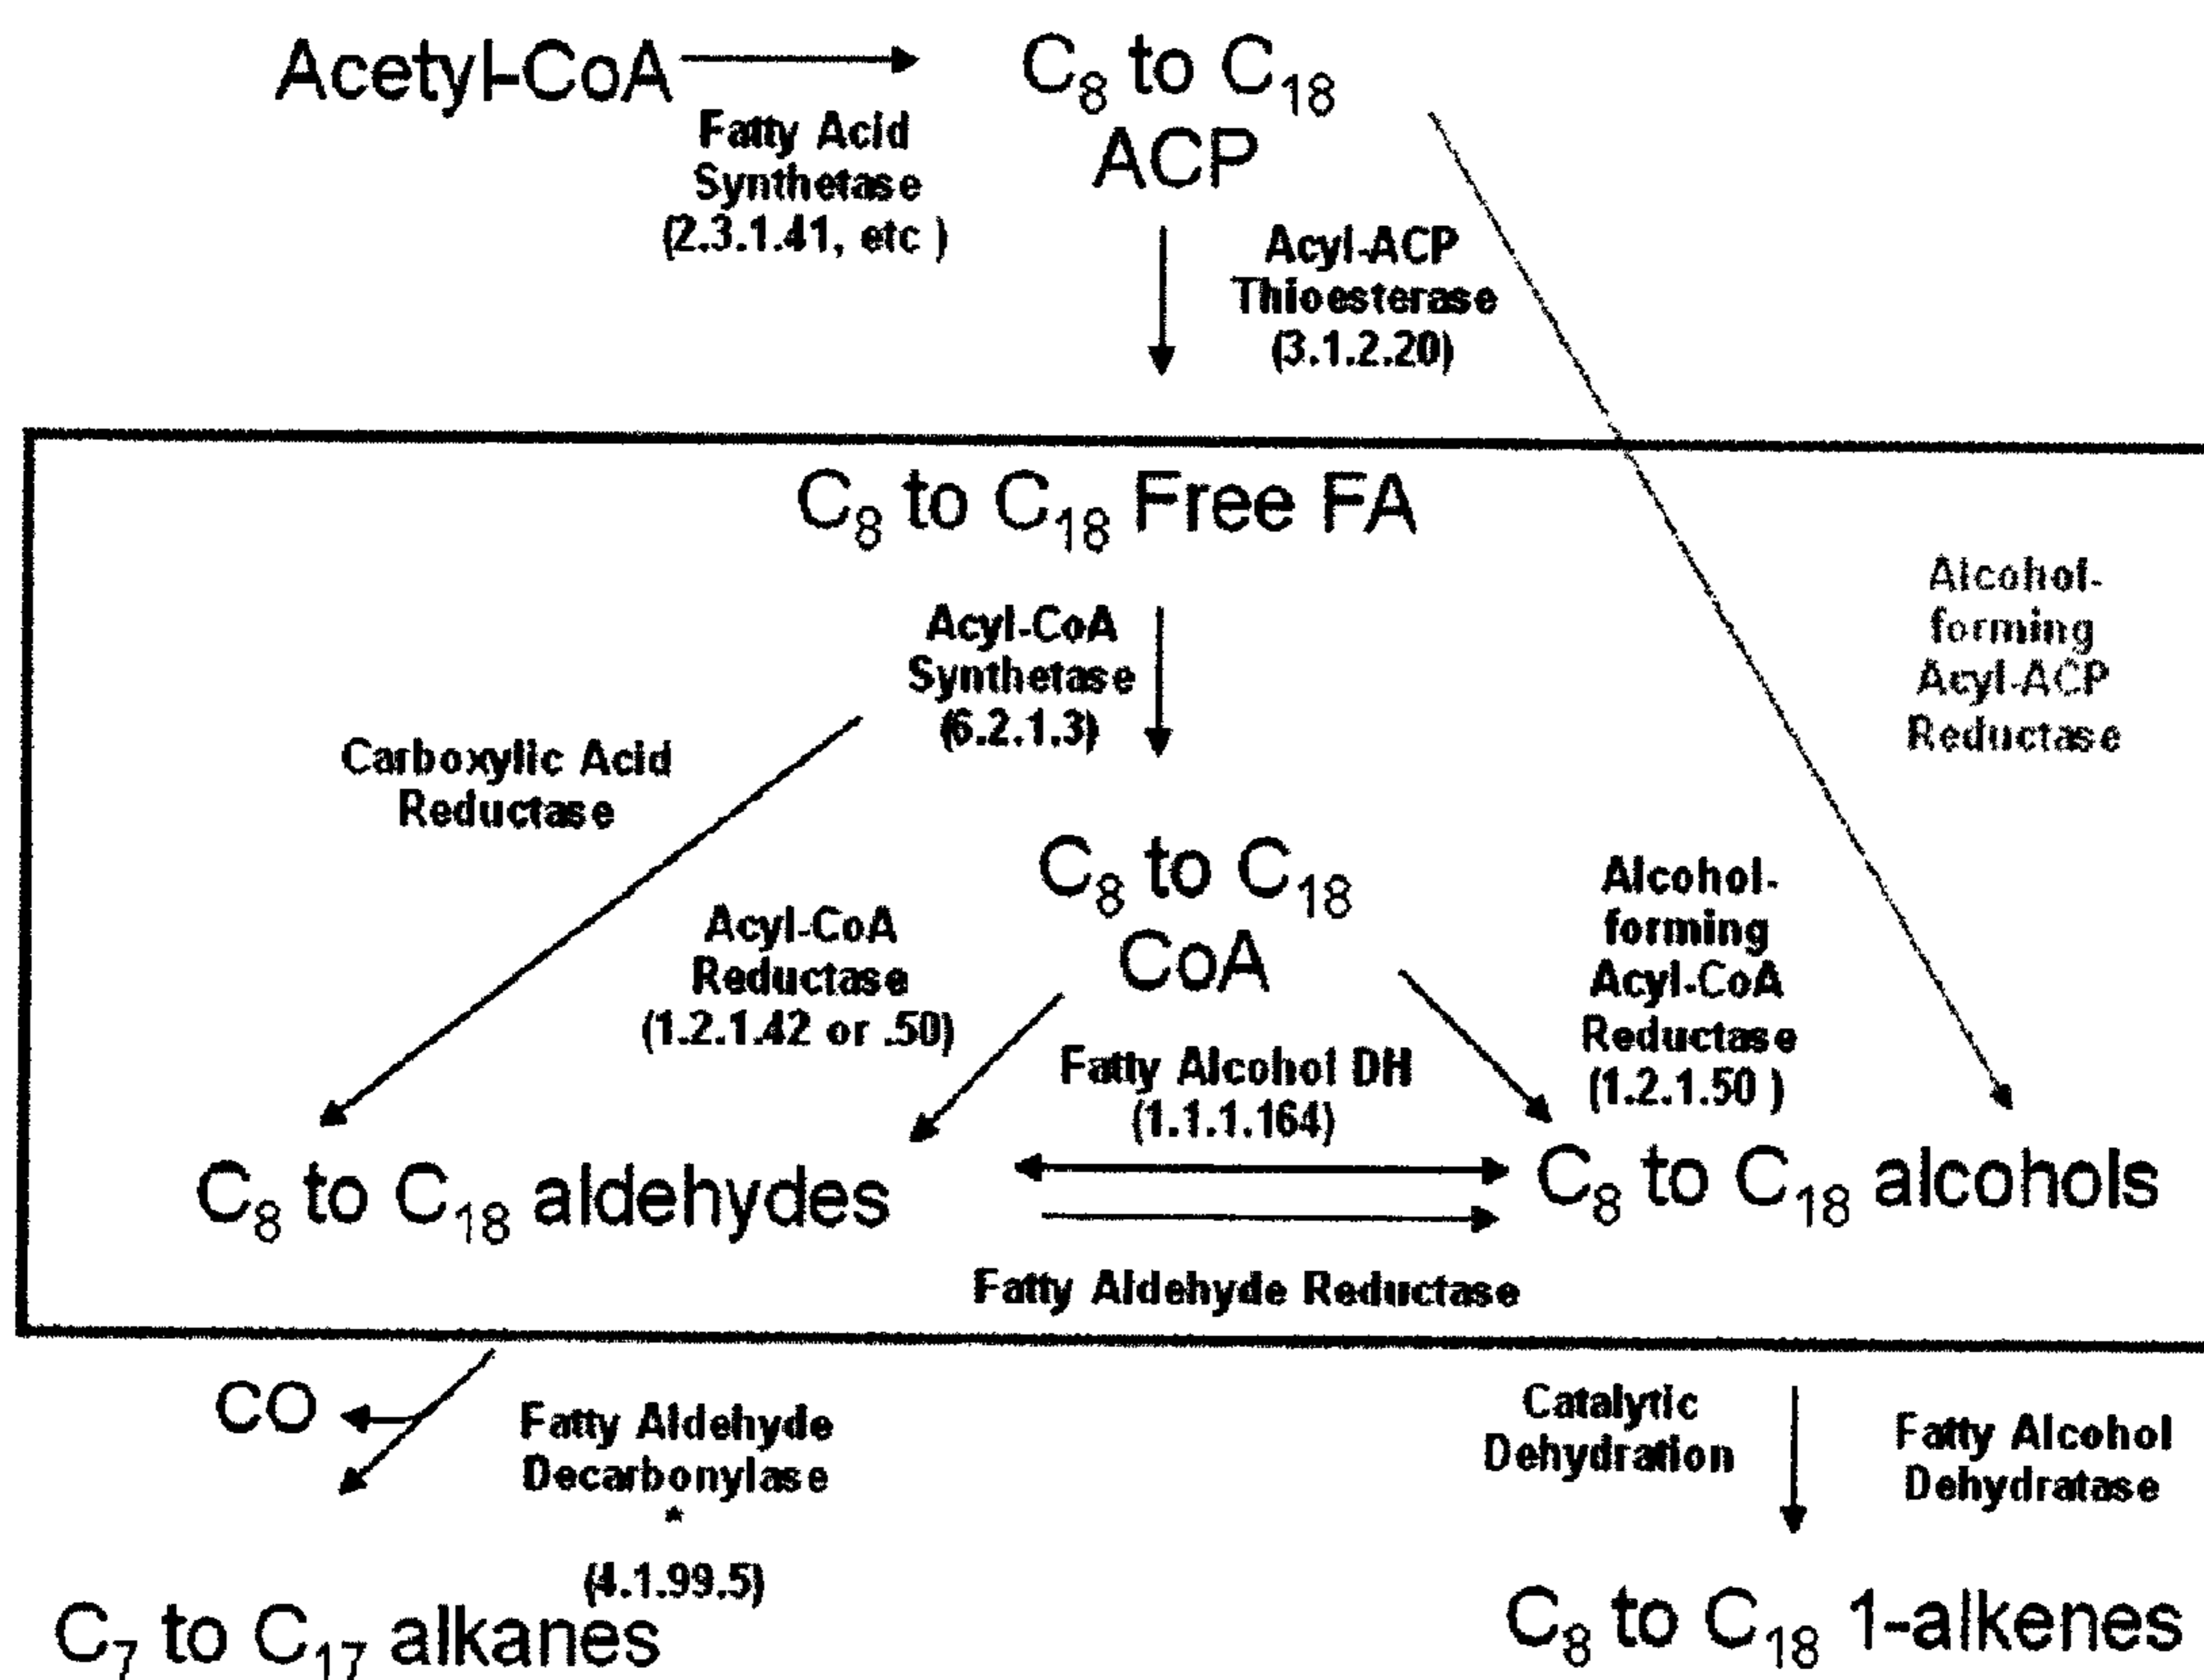 Acetyl-CoA
Fatty Acid
Synthetase
(2.3.1.41, etc )
C₈ to C₁₈
ACP
Acyl-ACP
Thioesterase
(3.1.2.20)
C₈ to C₁₈ Free FA
Acyl-CoA
Synthetase
(6.2.1.3)
Carboxylic Acid
Reductase
Alcohol-
forming
Acyl-ACP
Reductase
C₈ to C₁₈
CoA
Acyl-CoA
Reductase
(1.2.1.42 or .50)
Alcohol-
forming
Acyl-CoA
Reductase
(1.2.1.50 )
Fatty Alcohol DH
(1.1.1.164)
C₈ to C₁₈ aldehydes
C₈ to C₁₈ alcohols
Fatty Aldehyde Reductase
CO
Fatty Aldehyde
Decarbonylase
*
(4.1.99.5)
Catalytic
Dehydration
Fatty Alcohol
Dehydratase
C₇ to C₁₇ alkanes
C₈ to C₁₈ 1-alkenes